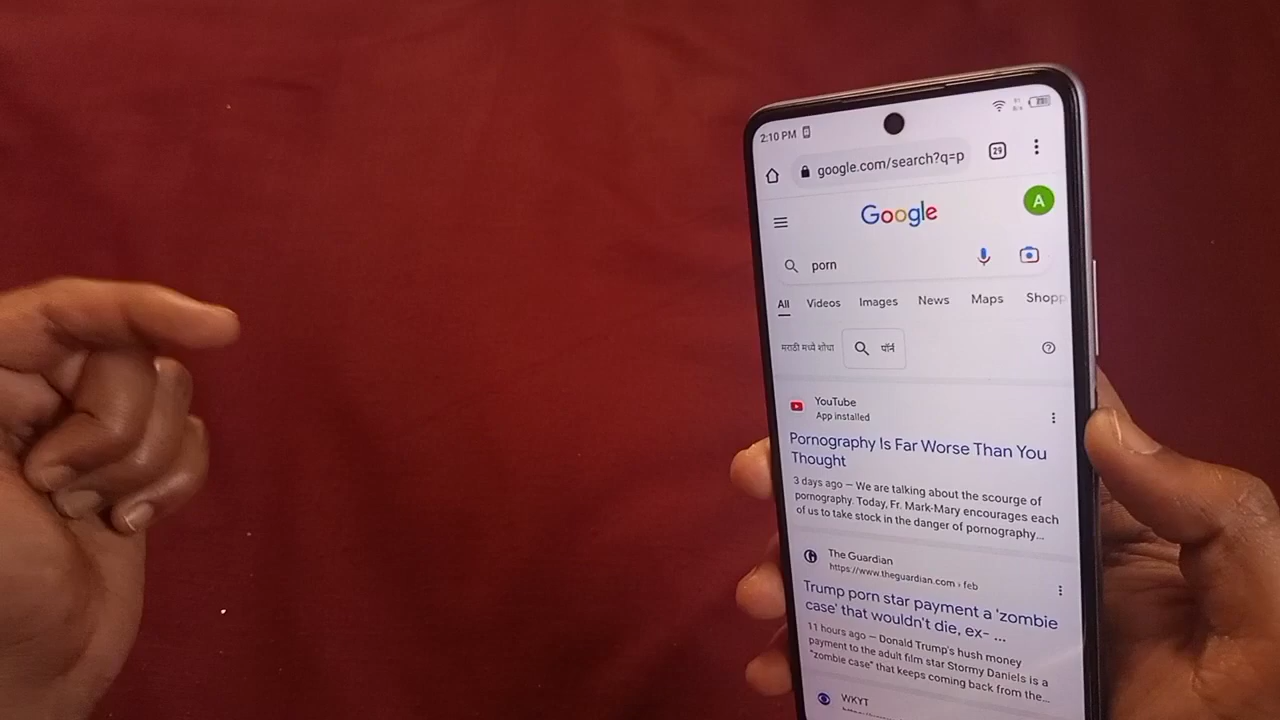 2:10 PM
google.com/search?q=p
29
Google
A
porn
All Videos Images News Maps Shopp
मराठी मध्ये शोधा पॉर्न
YouTube
App installed
Pornography Is Far Worse Than You
Thought
3 days ago — We are talking about the scourge of
pornography. Today, Fr. Mark-Mary encourages each
of us to take stock in the danger of pornography...
The Guardian
https://www.theguardian.com › feb
Trump porn star payment a 'zombie
case' that wouldn't die, ex- ...
11 hours ago — Donald Trump's hush money
payment to the adult film star Stormy Daniels is a
"zombie case" that keeps coming back from the...
WKYT